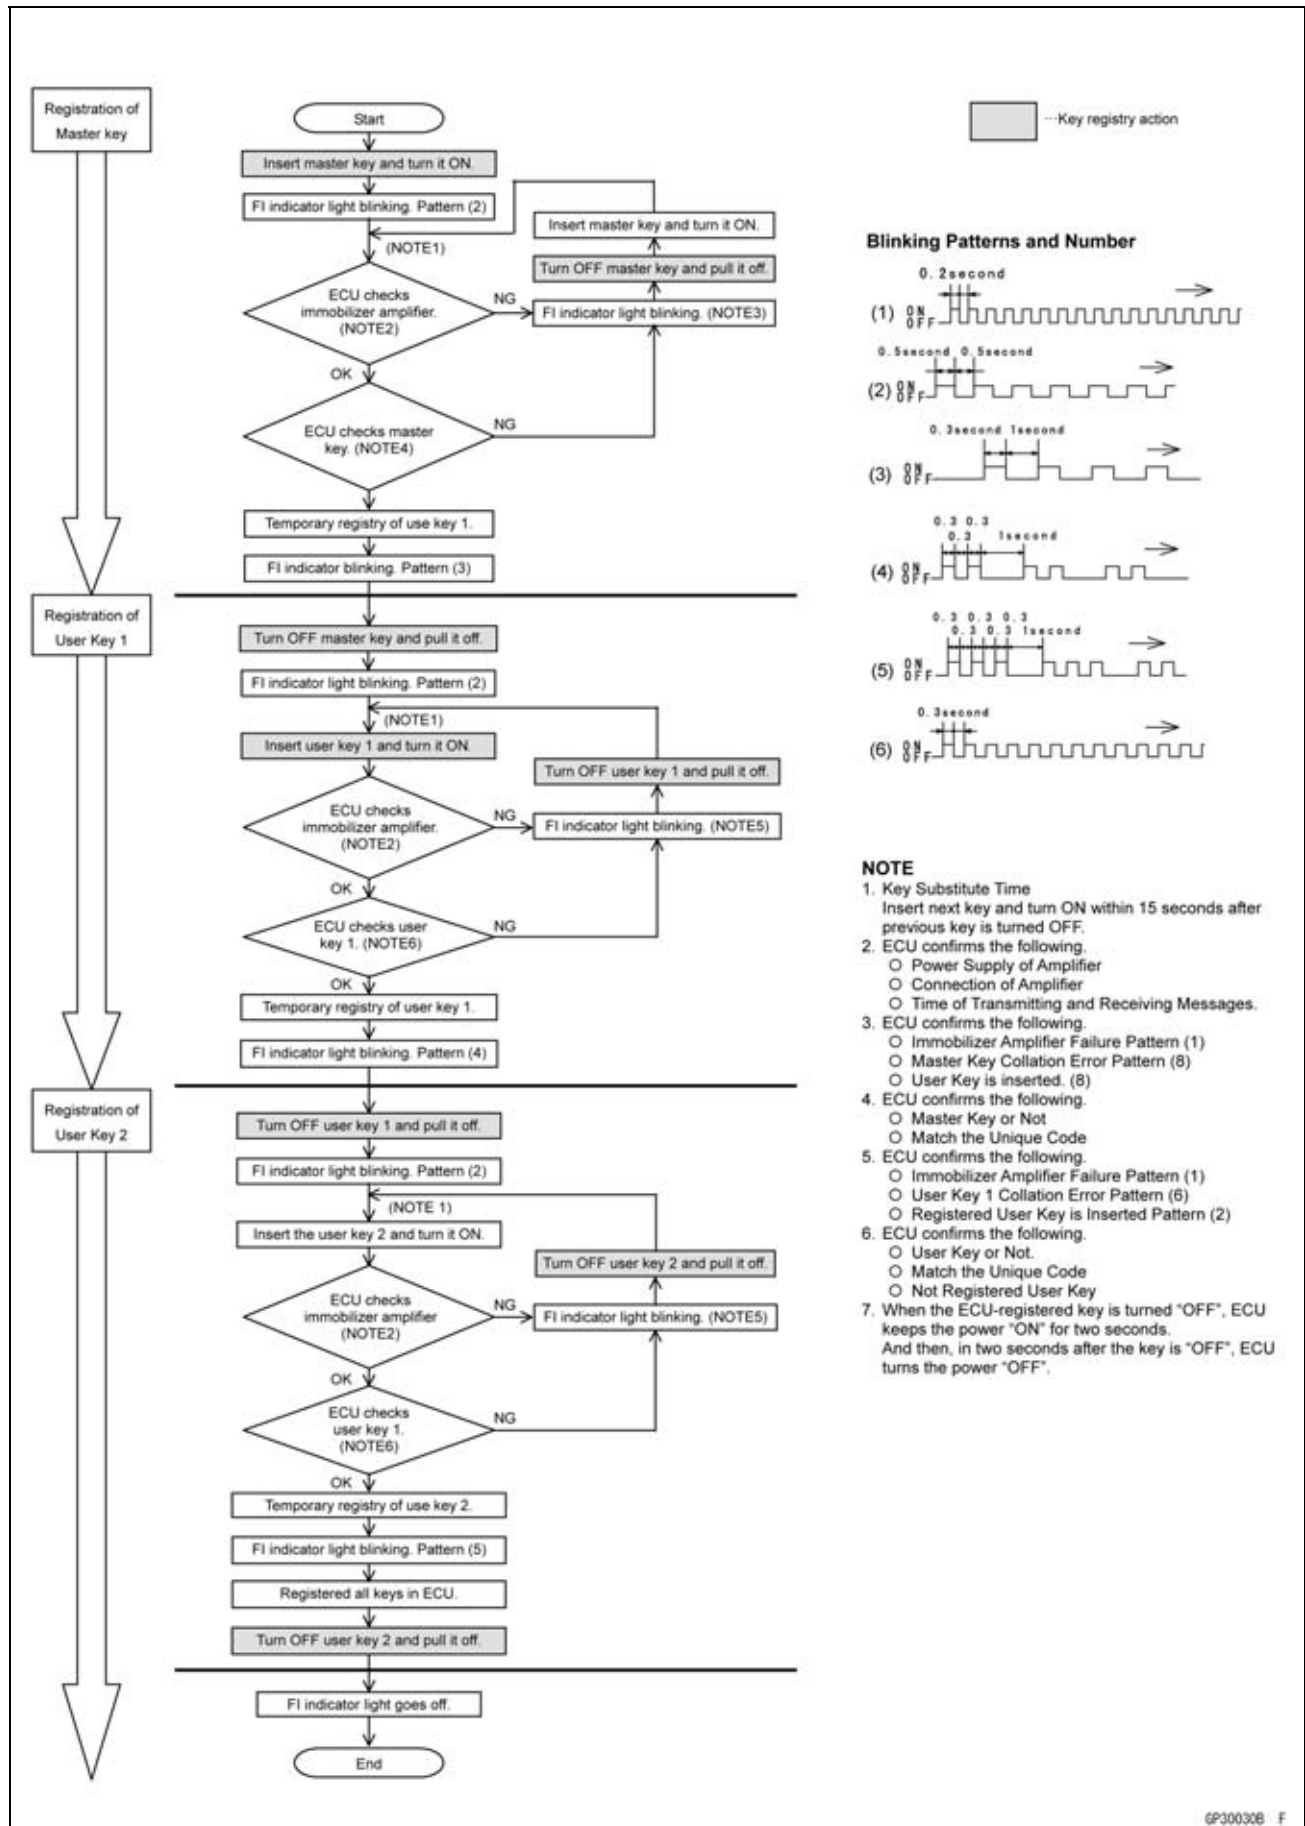 Registration of
Master key
Start
Insert master key and turn it ON.
FI indicator light blinking. Pattern (2)
(NOTE1)
Insert master key and turn it ON.
Turn OFF master key and pull it off.
FI indicator light blinking. (NOTE3)
ECU checks
immobilizer amplifier.
(NOTE2)
NG
OK
ECU checks master
key. (NOTE4)
NG
Temporary registry of use key 1.
FI indicator blinking. Pattern (3)
Registration of
User Key 1
Turn OFF master key and pull it off.
FI indicator light blinking. Pattern (2)
(NOTE1)
Insert user key 1 and turn it ON.
Turn OFF user key 1 and pull it off.
ECU checks
immobilizer amplifier.
(NOTE2)
NG
FI indicator light blinking. (NOTE5)
OK
ECU checks user
key 1. (NOTE6)
NG
OK
Temporary registry of user key 1.
FI indicator light blinking. Pattern (4)
Registration of
User Key 2
Turn OFF user key 1 and pull it off.
FI indicator light blinking. Pattern (2)
(NOTE 1)
Insert the user key 2 and turn it ON.
Turn OFF user key 2 and pull it off.
ECU checks
immobilizer amplifier
(NOTE2)
NG
FI indicator light blinking. (NOTE5)
OK
ECU checks
user key 1.
(NOTE6)
NG
OK
Temporary registry of use key 2.
FI indicator light blinking. Pattern (5)
Registered all keys in ECU.
Turn OFF user key 2 and pull it off.
FI indicator light goes off.
End
···Key registry action
Blinking Patterns and Number
0.2second
(1) ON
OFF
0.5second 0.5second
(2) ON
OFF
0.3second 1second
(3) ON
OFF
0.3 0.3
0.3 1second
(4) ON
OFF
0.3 0.3 0.3
0.3 0.3 1second
(5) ON
OFF
0.3second
(6) ON
OFF
NOTE
1. Key Substitute Time
Insert next key and turn ON within 15 seconds after
previous key is turned OFF.
2. ECU confirms the following.
O Power Supply of Amplifier
O Connection of Amplifier
O Time of Transmitting and Receiving Messages.
3. ECU confirms the following.
O Immobilizer Amplifier Failure Pattern (1)
O Master Key Collation Error Pattern (8)
O User Key is inserted. (8)
4. ECU confirms the following.
O Master Key or Not
O Match the Unique Code
5. ECU confirms the following.
O Immobilizer Amplifier Failure Pattern (1)
O User Key 1 Collation Error Pattern (6)
O Registered User Key is Inserted Pattern (2)
6. ECU confirms the following.
O User Key or Not.
O Match the Unique Code
O Not Registered User Key
7. When the ECU-registered key is turned “OFF”, ECU
keeps the power “ON” for two seconds.
And then, in two seconds after the key is “OFF”, ECU
turns the power “OFF”.
GP30030B F